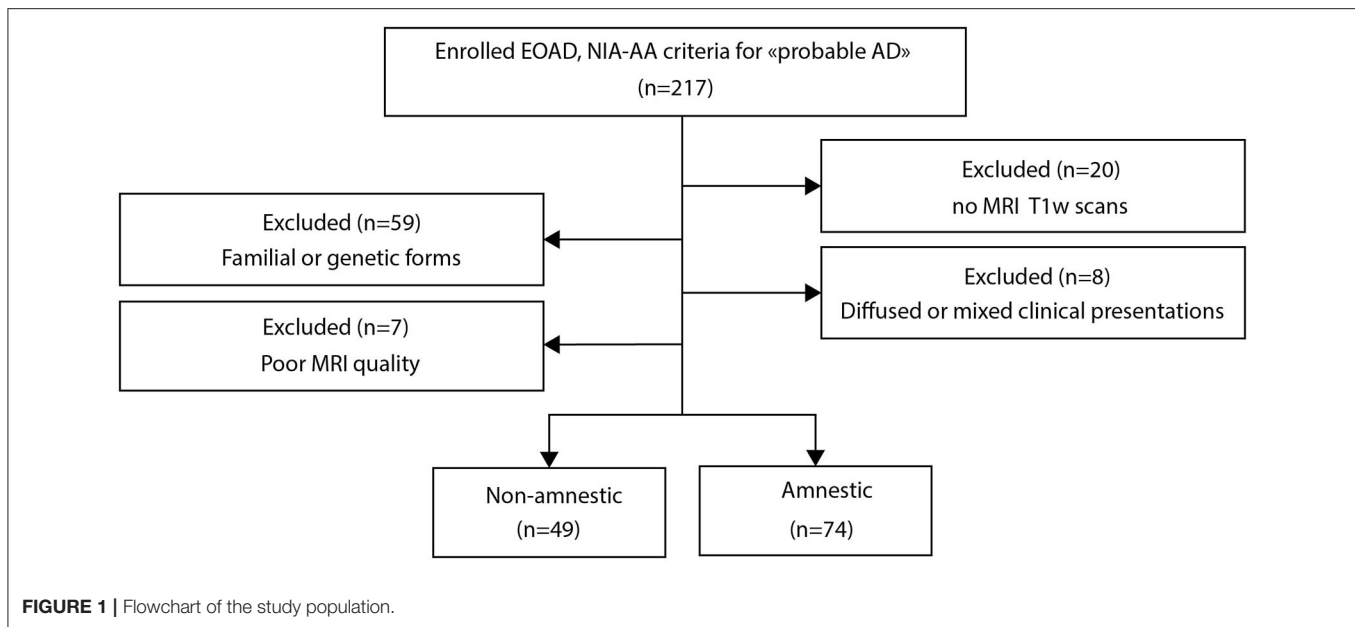 Enrolled EOAD, NIA-AA criteria for «probable AD»
(n=217)
Excluded (n=20)
no MRI T1w scans
Excluded (n=59)
Familial or genetic forms
Excluded (n=8)
Diffused or mixed clinical presentations
Excluded (n=7)
Poor MRI quality
Non-amnestic
(n=49)
Amnestic
(n=74)
FIGURE 1 | Flowchart of the study population.